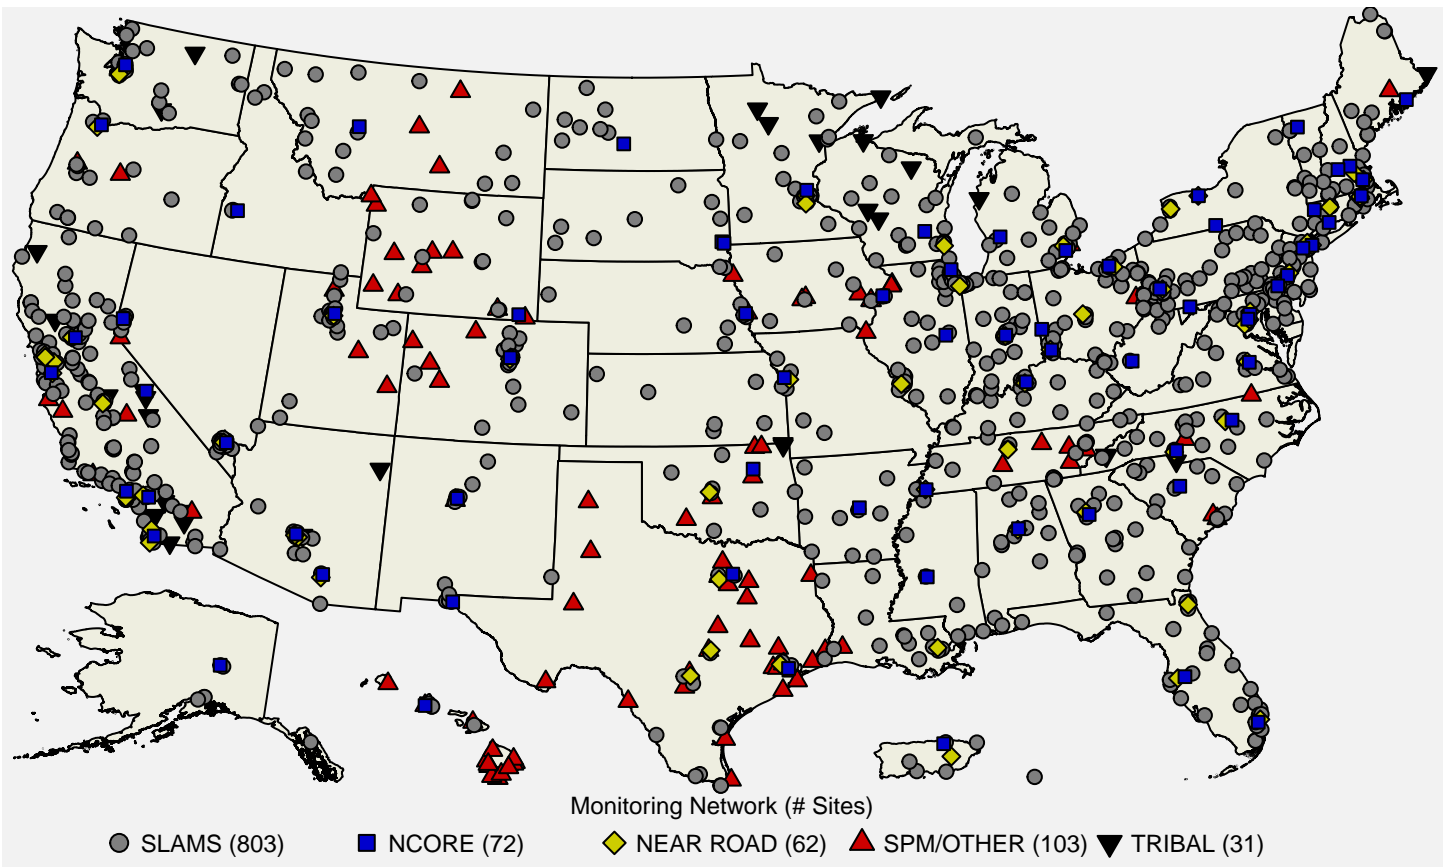 Monitoring Network (# Sites)
SLAMS (803) NCORE (72) NEAR ROAD (62) SPM/OTHER (103) TRIBAL (31)